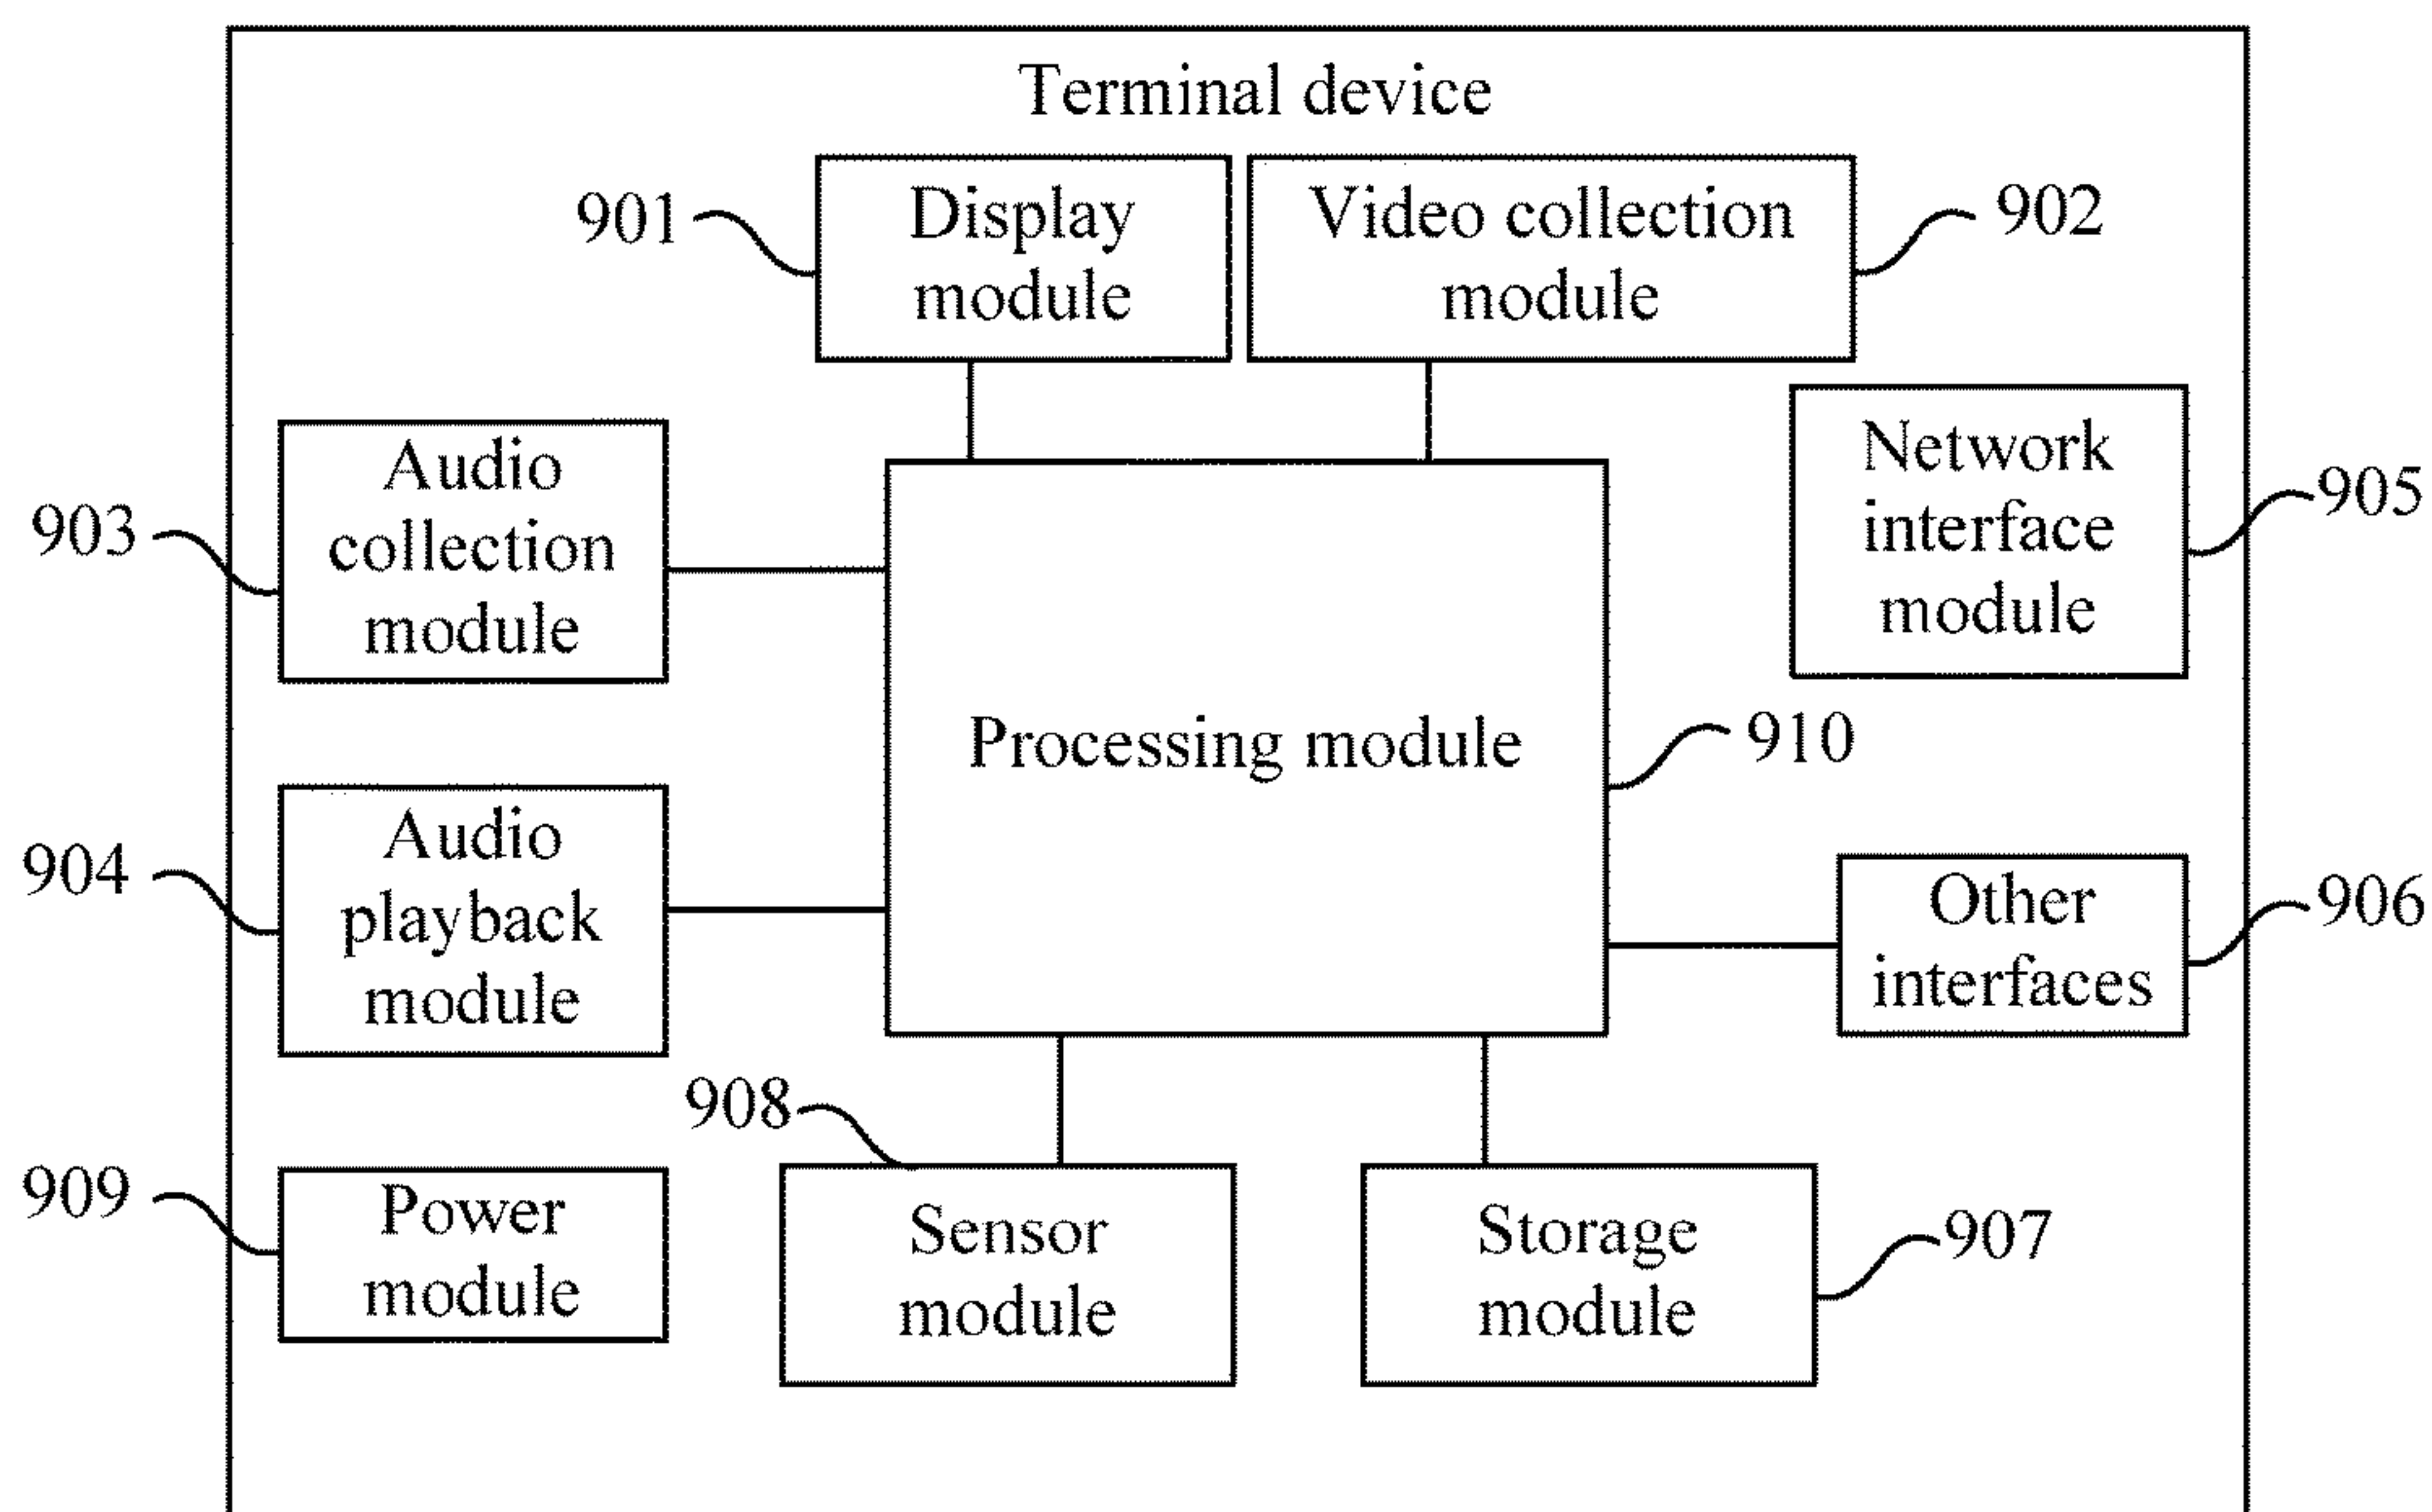 Terminal device
901
Display
module
Video collection
module
902
903
Audio
collection
module
Network
interface
module
905
Processing module
910
904
Audio
playback
module
Other
interfaces
906
908
909
Power
module
Sensor
module
Storage
module
907